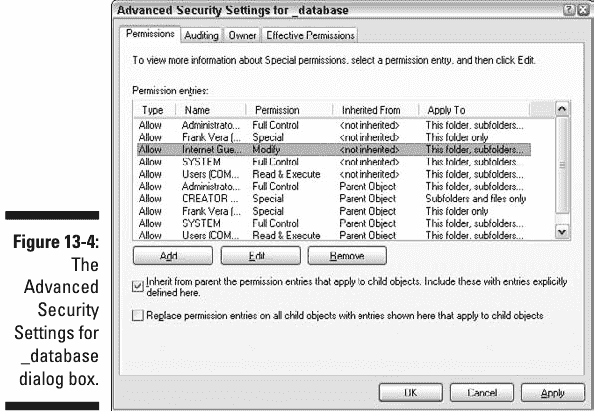 Advanced Security Settings for _database
Permissions Auditing Owner Effective Permissions
To view more information about Special permissions, select a permission entry, and then click Edit.
Permission entries:
Type Name Permission Inherited From Apply To
Allow Administrato... Full Control <not inherited> This folder, subfolders...
Allow Frank Vera (... Special <not inherited> This folder only
Allow Internet Gue... Modify <not inherited> This folder, subfolders...
Allow SYSTEM Full Control <not inherited> This folder, subfolders...
Allow Users (COM... Read & Execute <not inherited> This folder, subfolders...
Allow Administrato... Full Control Parent Object This folder, subfolders...
Allow CREATOR ... Special Parent Object Subfolders and files only
Allow Frank Vera (... Special Parent Object This folder only
Allow SYSTEM Full Control Parent Object This folder, subfolders...
Allow Users (COM... Read & Execute Parent Object This folder, subfolders...
Add... Edit... Remove
Inherit from parent the permission entries that apply to child objects. Include these with entries explicitly
defined here.
Replace permission entries on all child objects with entries shown here that apply to child objects
OK Cancel Apply
Figure 13-4:
The
Advanced
Security
Settings for
_database
dialog box.